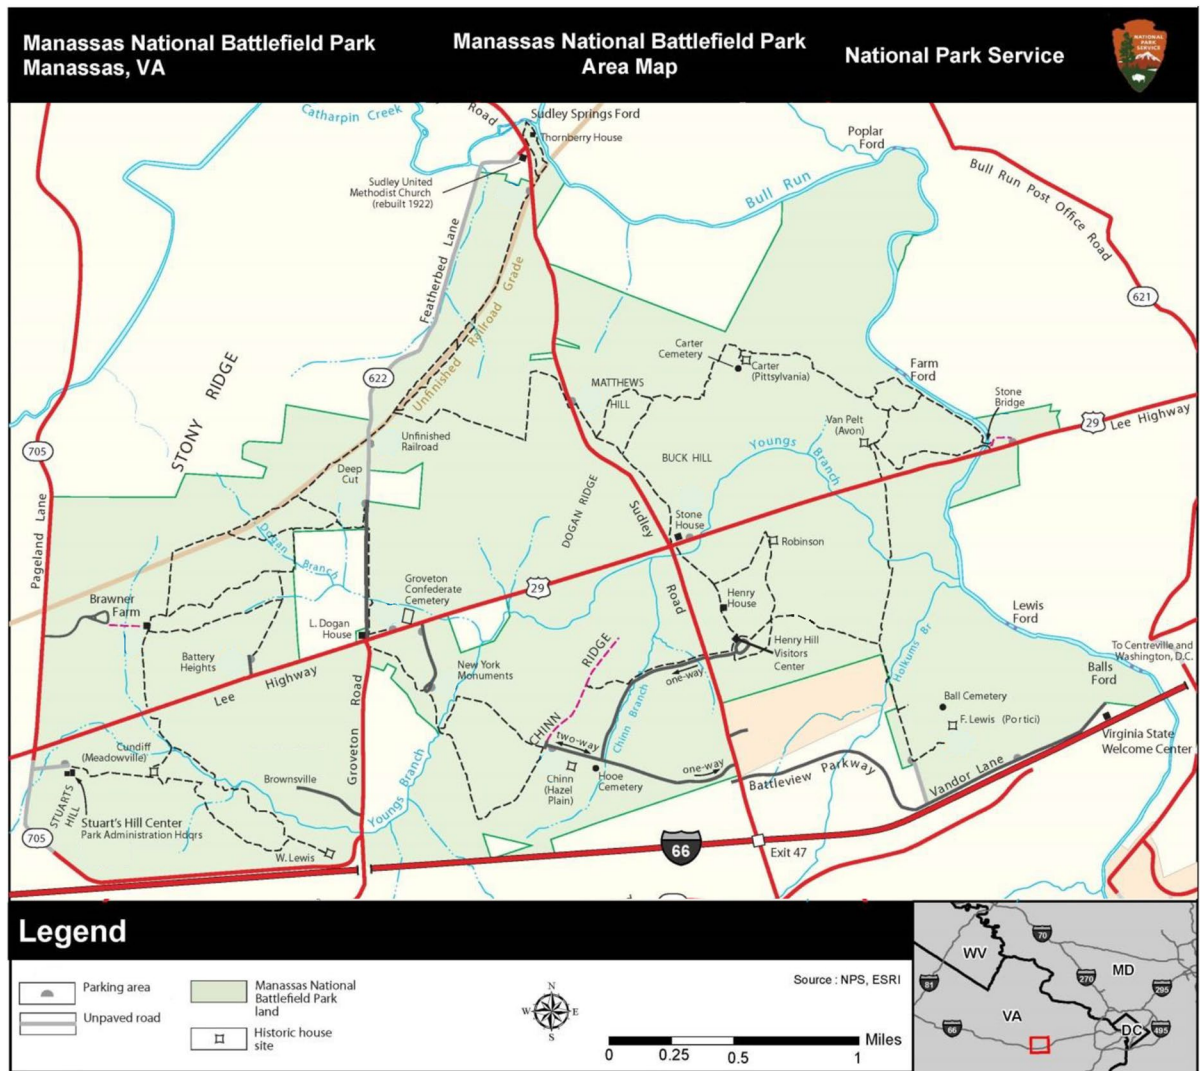 Manassas National Battlefield Park
Manassas, VA
Manassas National Battlefield Park
Area Map
National Park Service
NATIONAL
PARK
SERVICE
Catharpin Creek
Road
Sudley Springs Ford
Thornberry House
Poplar
Ford
Bull Run Post Office Road
Bull Run
Sudley United
Methodist Church
(rebuilt 1922)
Featherbed Lane
Unfinished Railroad Grade
621
STONY RIDGE
622
Carter
Cemetery
Carter
(Pittsylvania)
Farm
Ford
MATTHEWS
HILL
Stone
Bridge
29
Lee Highway
Van Pelt
(Avon)
Youngs
Branch
BUCK HILL
705
Unfinished
Railroad
Deep
Cut
DOGAN RIDGE
Sudley
Road
Stone
House
Robinson
Pageland Lane
Dogan Branch
Groveton
Confederate
Cemetery
29
Henry
House
Brawner
Farm
L. Dogan
House
Lewis
Ford
Battery
Heights
Lee Highway
New York
Monuments
CHINN RIDGE
Henry Hill
Visitors
Center
one-way
Holkums Br
To Centreville and
Washington, D.C.
Balls
Ford
Ball Cemetery
F. Lewis (Portici)
Virginia State
Welcome Center
Groveton Road
Chinn Branch
two-way
one-way
Cundiff
(Meadowville)
Brownsville
Youngs Branch
Chinn
(Hazel
Plain)
Hooe
Cemetery
Battleview Parkway
Vandor Lane
STUARTS
HILL
Stuart's Hill Center
Park Administration Hdqrs
705
W. Lewis
66
Exit 47
Legend
Parking area
Unpaved road
Manassas National
Battlefield Park
land
Historic house
site
N
W E
S
Source : NPS, ESRI
Miles
0 0.25 0.5 1
WV
70
MD
81
270
295
VA
66
DC
495